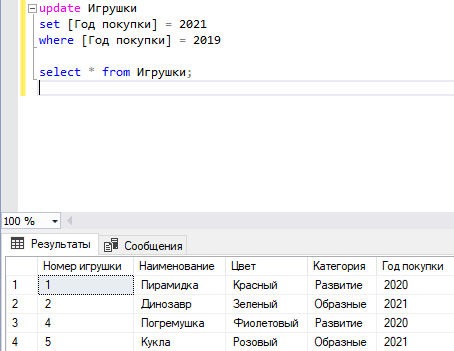 update Игрушки
set [Год покупки] = 2021
where [Год покупки] = 2019
select * from Игрушки;
100 %
Результаты Сообщения
Номер игрушки Наименование Цвет Категория Год покупки
1 1 Пирамидка Красный Развитие 2020
2 2 Динозавр Зеленый Образные 2021
3 4 Погремушка Фиолетовый Развитие 2020
4 5 Кукла Розовый Образные 2021